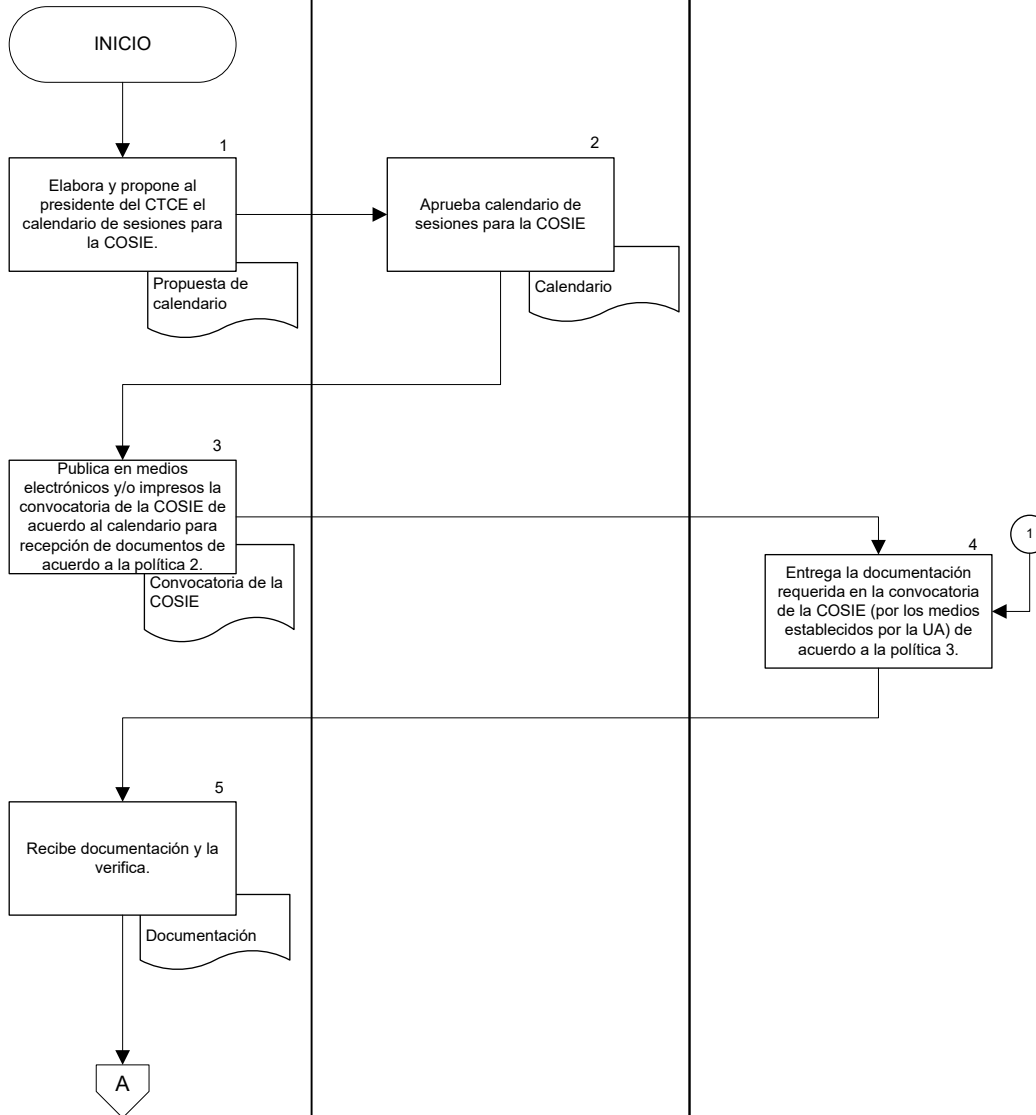 INICIO
1
Elabora y propone al
presidente del CTCE el
calendario de sesiones para
la COSIE.
Propuesta de
calendario
2
Aprueba calendario de
sesiones para la COSIE
Calendario
3
Publica en medios
electrónicos y/o impresos la
convocatoria de la COSIE de
acuerdo al calendario para
recepción de documentos de
acuerdo a la política 2.
Convocatoria de la
COSIE
4
1
Entrega la documentación
requerida en la convocatoria
de la COSIE (por los medios
establecidos por la UA) de
acuerdo a la política 3.
5
Recibe documentación y la
verifica.
Documentación
A